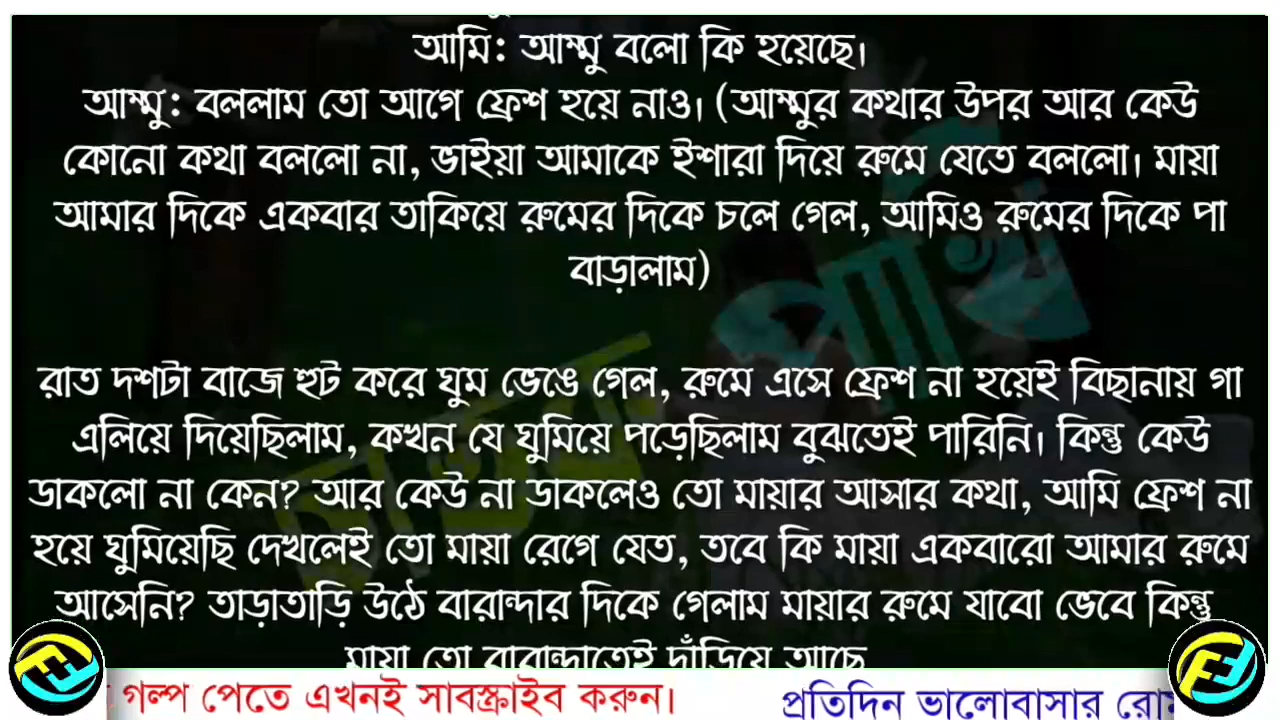 আমি: আম্মু বলো কি হয়েছে।
আম্মু: বললাম তো আগে ফ্রেশ হয়ে নাও। (আম্মুর কথার উপর আর কেউ
কোনো কথা বললো না, ভাইয়া আমাকে ইশারা দিয়ে রুমে যেতে বললো। মায়া
আমার দিকে একবার তাকিয়ে রুমের দিকে চলে গেল, আমিও রুমের দিকে পা
বাড়ালাম)
রাত দশটা বাজে হুট করে ঘুম ভেঙে গেল, রুমে এসে ফ্রেশ না হয়েই বিছানায় গা
এলিয়ে দিয়েছিলাম, কখন যে ঘুমিয়ে পড়েছিলাম বুঝতেই পারিনি। কিন্তু কেউ
ডাকলো না কেন? আর কেউ না ডাকলেও তো মায়ার আসার কথা, আমি ফ্রেশ না
হয়ে ঘুমিয়েছি দেখলেই তো মায়া রেগে যেত, তবে কি মায়া একবারো আমার রুমে
আসেনি? তাড়াতাড়ি উঠে বারান্দার দিকে গেলাম মায়ার রুমে যাবো ভেবে কিন্তু
মায়া তো বারান্দাতেই দাঁড়িয়ে আছে
গল্প পেতে এখনই সাবস্ক্রাইব করুন। প্রতিদিন ভালোবাসার